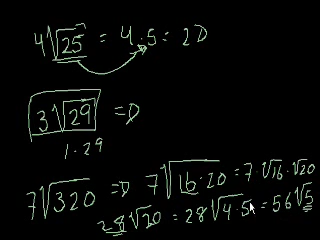 4√25 = 4·5 = 20
3√29 ⇒
1·29
7√320 ⇒ 7√16·20 = 7·√16·√20
28√20 = 28√4·5 = 56√5